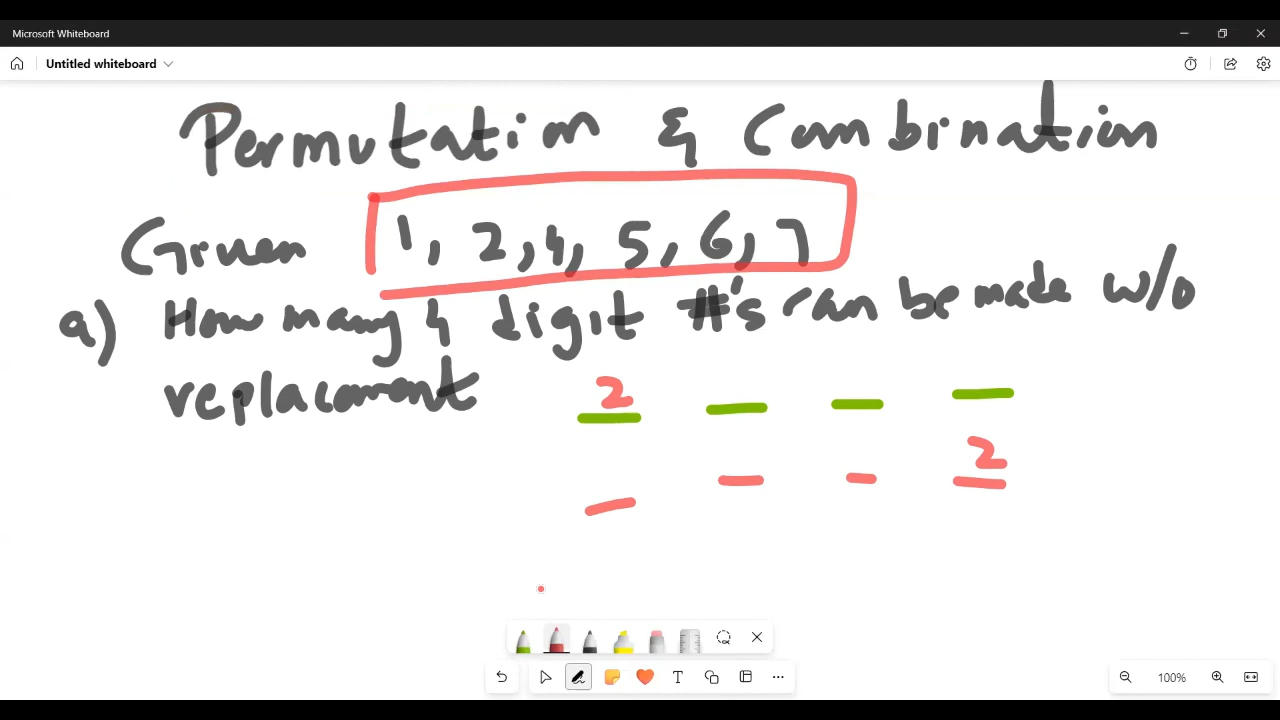 Microsoft Whiteboard
Untitled whiteboard
Permutation & Combination
Given 1, 2, 4, 5, 6, 7
a) How many 4 digit #'s can be made w/o
replacement
2
2
100%